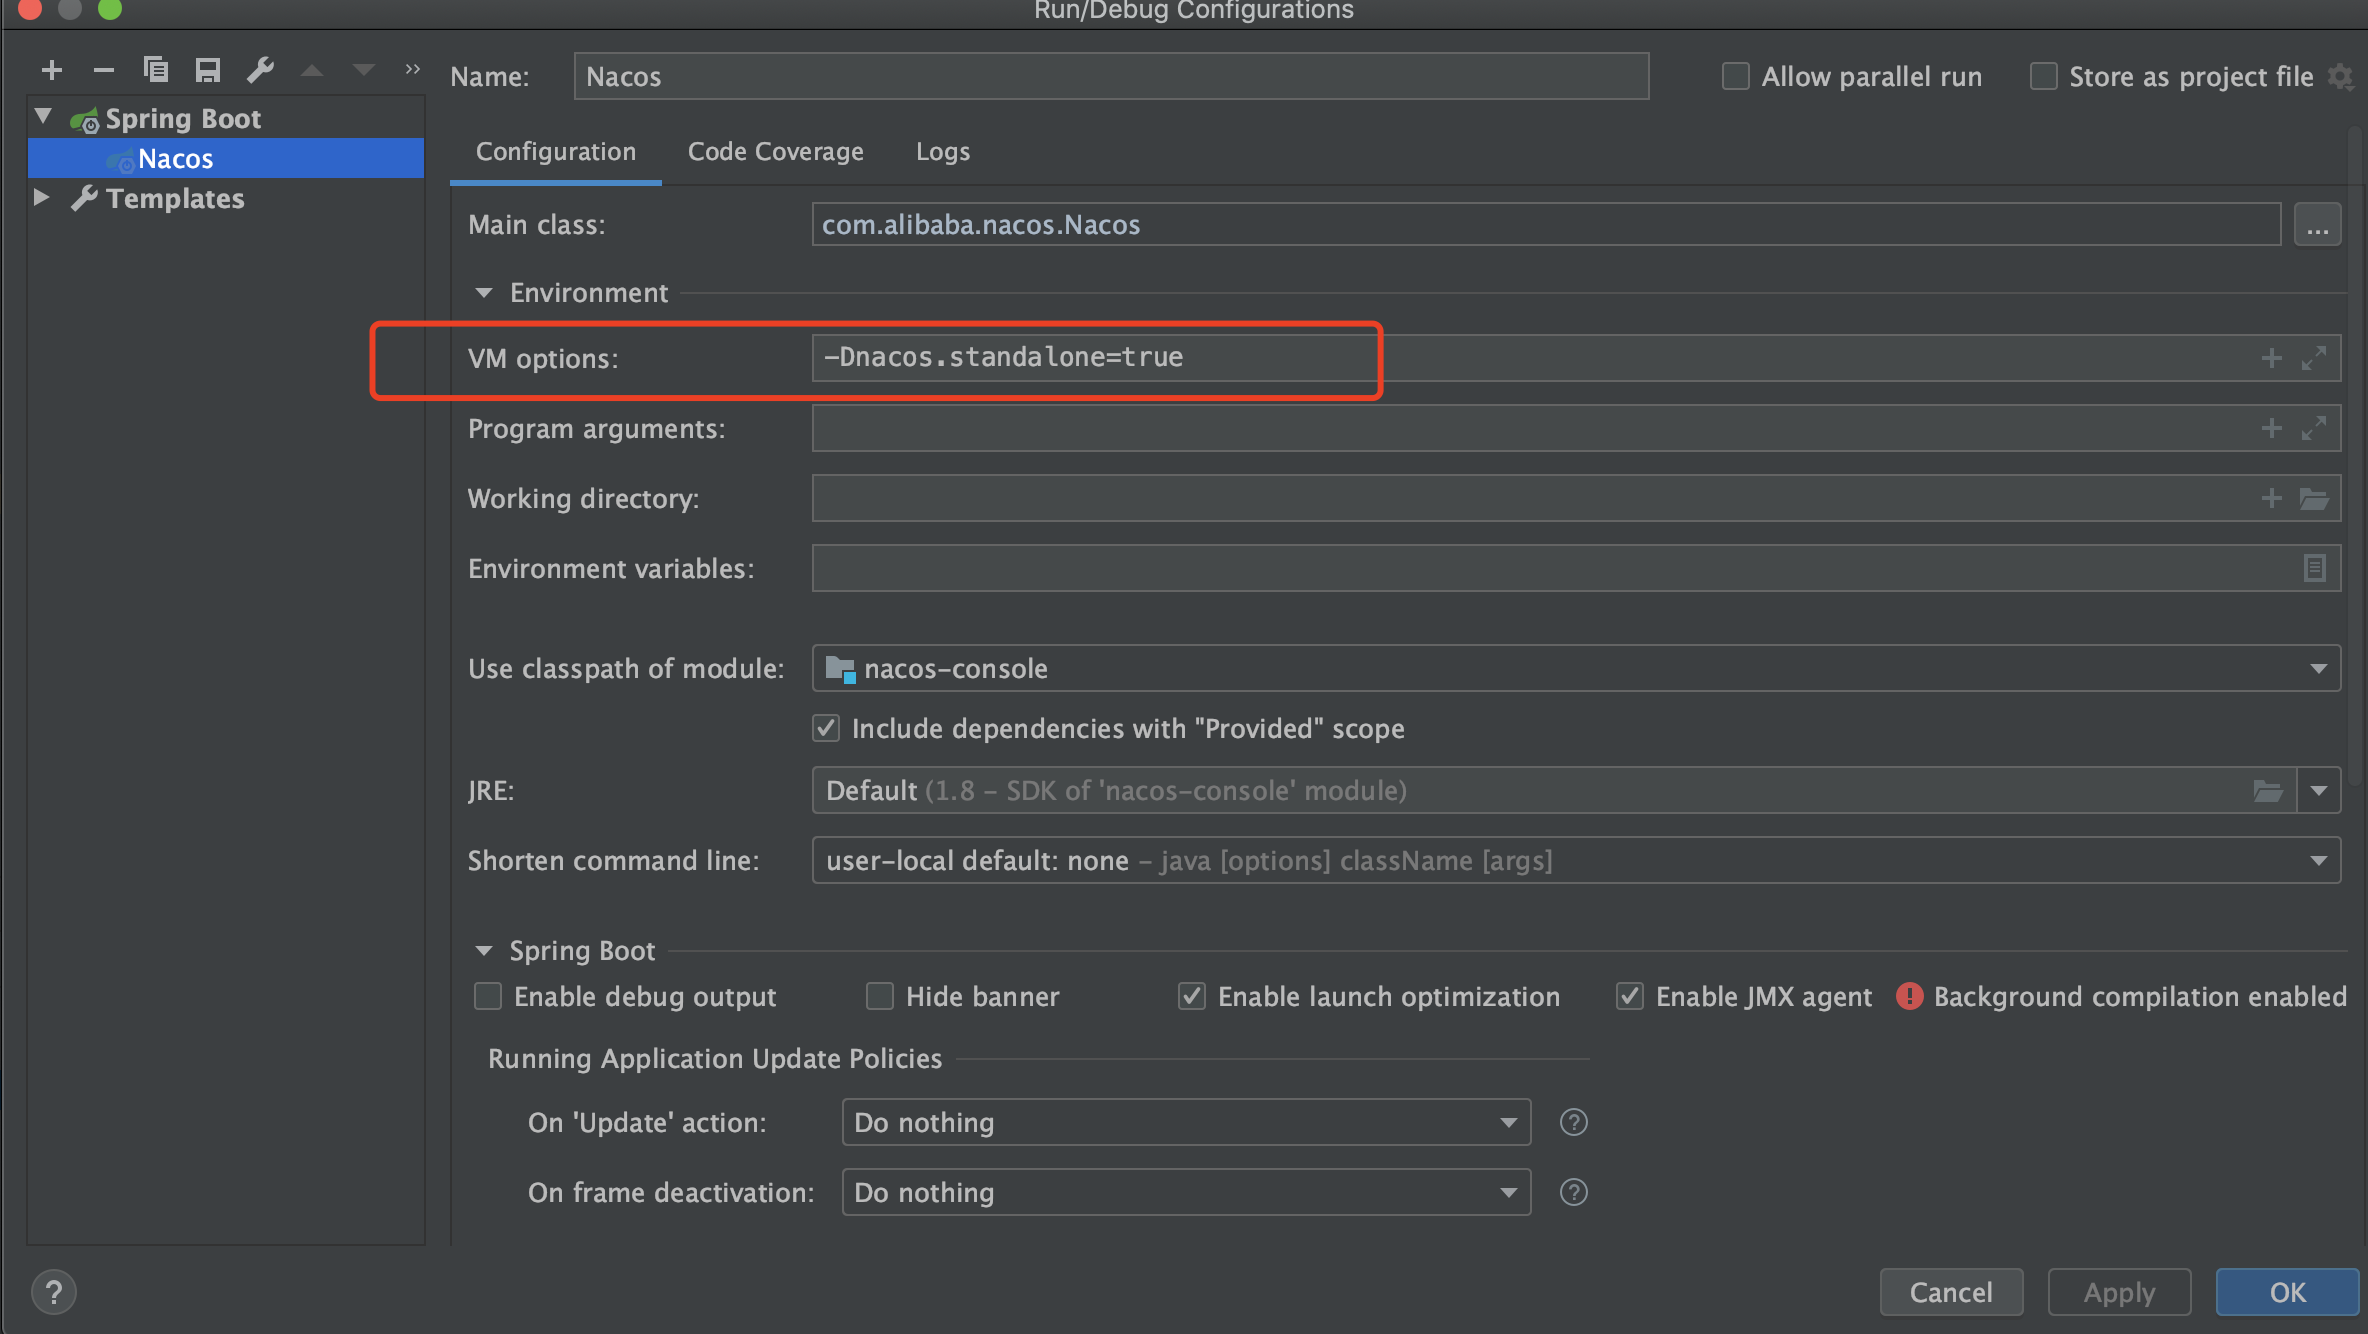 Run/Debug Configurations
Name: Nacos Allow parallel run Store as project file
Spring Boot
Nacos
Templates
Configuration Code Coverage Logs
Main class: com.alibaba.nacos.Nacos ...
Environment
VM options: -Dnacos.standalone=true
Program arguments:
Working directory:
Environment variables:
Use classpath of module: nacos-console
Include dependencies with "Provided" scope
JRE: Default (1.8 – SDK of 'nacos-console' module)
Shorten command line: user-local default: none – java [options] className [args]
Spring Boot
Enable debug output Hide banner Enable launch optimization Enable JMX agent Background compilation enabled
Running Application Update Policies
On 'Update' action: Do nothing ?
On frame deactivation: Do nothing ?
? Cancel Apply OK